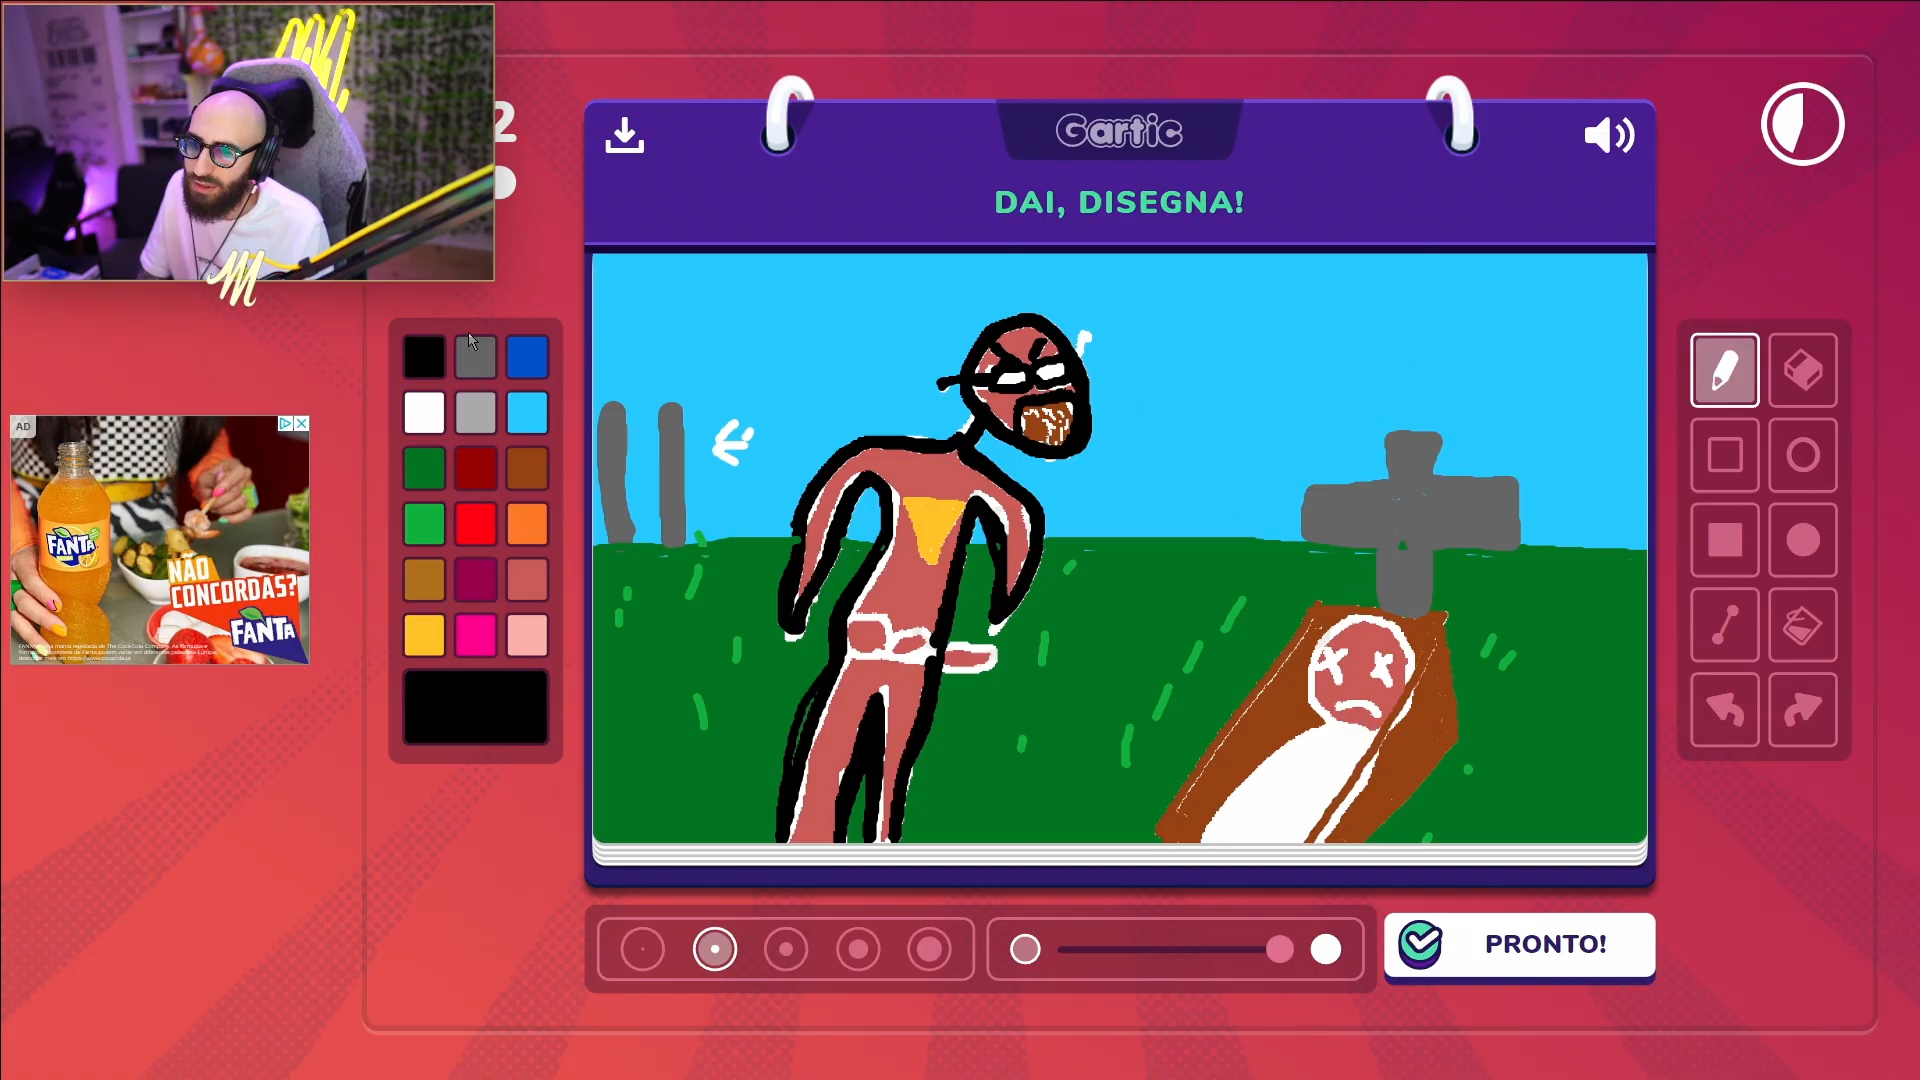 2
Gartic
DAI, DISEGNA!
AD
FANTA
NÃO
CONCORDAS?
FANTA
PRONTO!